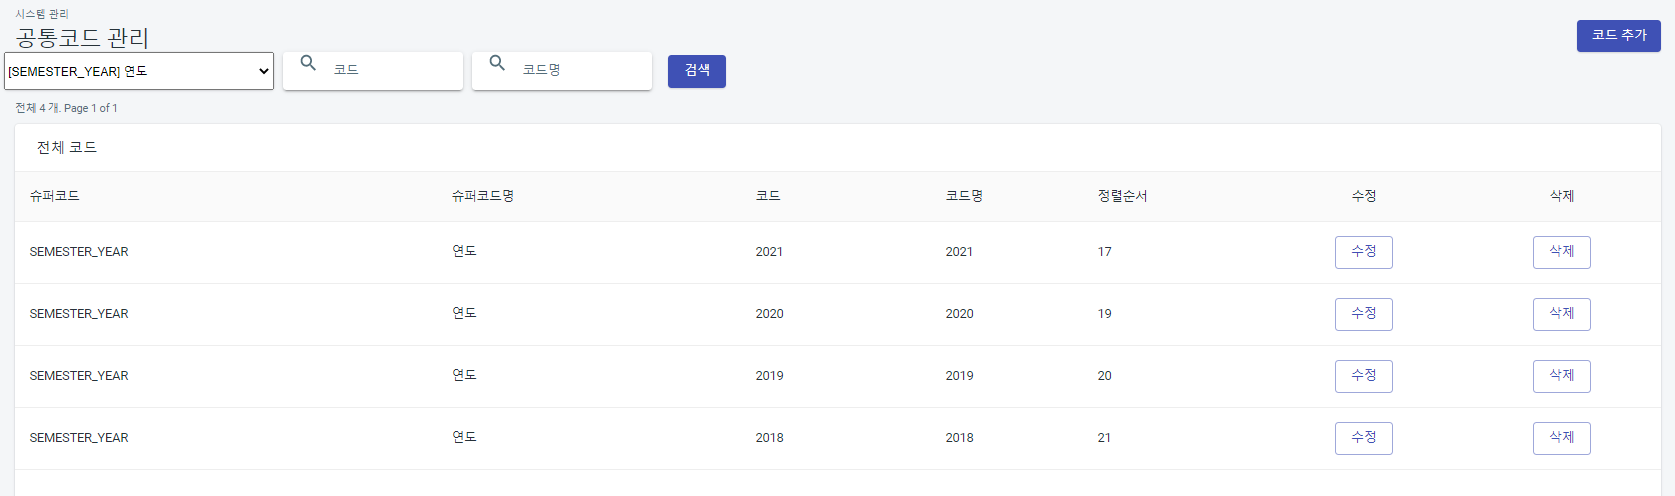 시스템 관리
공통코드 관리
코드 추가
[SEMESTER_YEAR] 연도 코드 코드명 검색
전체 4 개. Page 1 of 1
전체 코드
슈퍼코드 슈퍼코드명 코드 코드명 정렬순서 수정 삭제
SEMESTER_YEAR 연도 2021 2021 17 수정 삭제
SEMESTER_YEAR 연도 2020 2020 19 수정 삭제
SEMESTER_YEAR 연도 2019 2019 20 수정 삭제
SEMESTER_YEAR 연도 2018 2018 21 수정 삭제